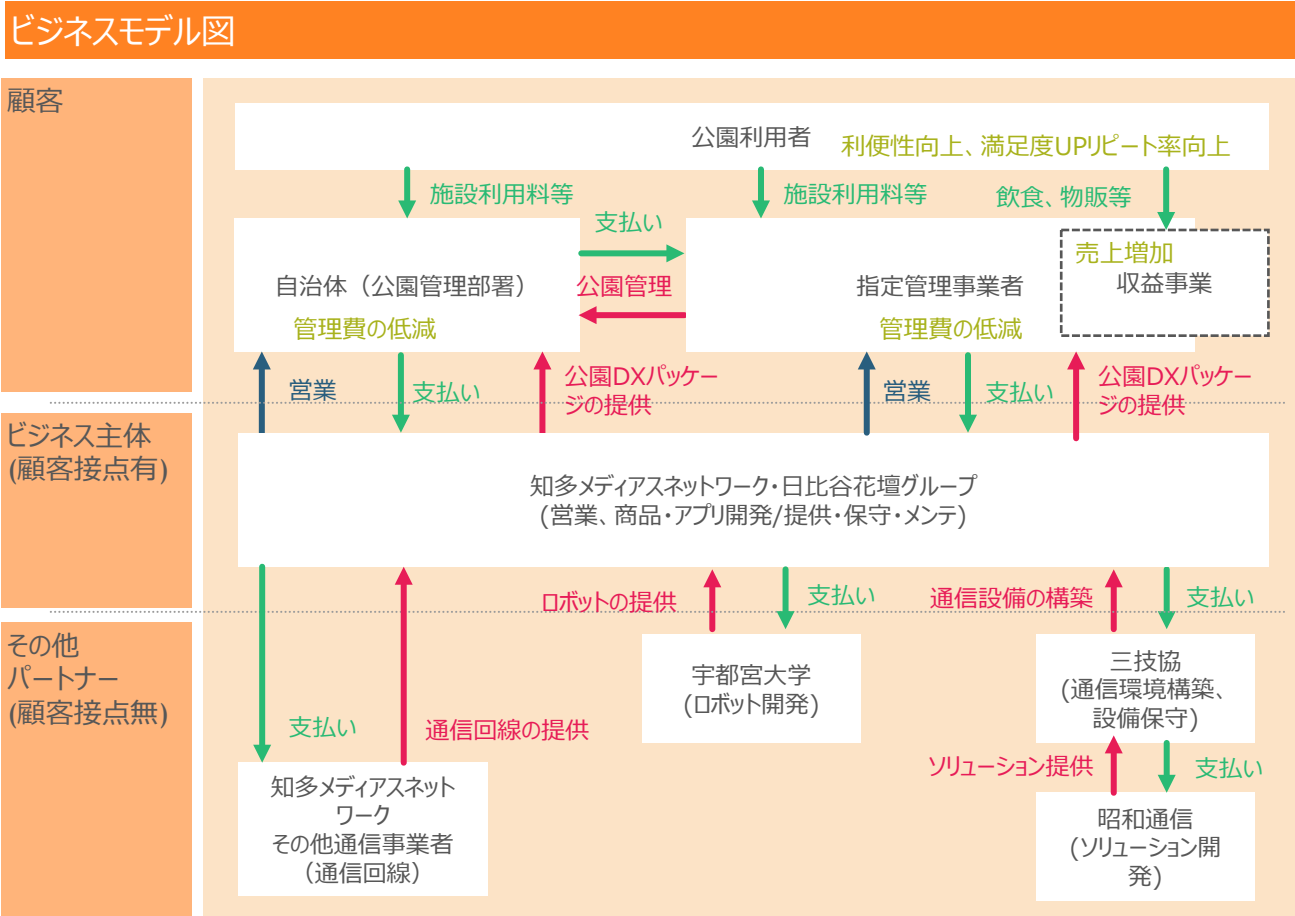 ビジネスモデル図
顧客
公園利用者
利便性向上、満足度UPリピート率向上
施設利用料等
施設利用料等
飲食、物販等
支払い
売上増加
収益事業
自治体（公園管理部署）
公園管理
指定管理事業者
管理費の低減
管理費の低減
営業
支払い
公園DXパッケー
ジの提供
営業
支払い
公園DXパッケー
ジの提供
ビジネス主体
(顧客接点有)
知多メディアスネットワーク・日比谷花壇グループ
(営業、商品・アプリ開発/提供・保守・メンテ)
ロボットの提供
支払い
通信設備の構築
支払い
その他
パートナー
(顧客接点無)
宇都宮大学
(ロボット開発)
三技協
(通信環境構築、
設備保守)
支払い
通信回線の提供
ソリューション提供
支払い
知多メディアスネット
ワーク
その他通信事業者
（通信回線）
昭和通信
(ソリューション開
発)